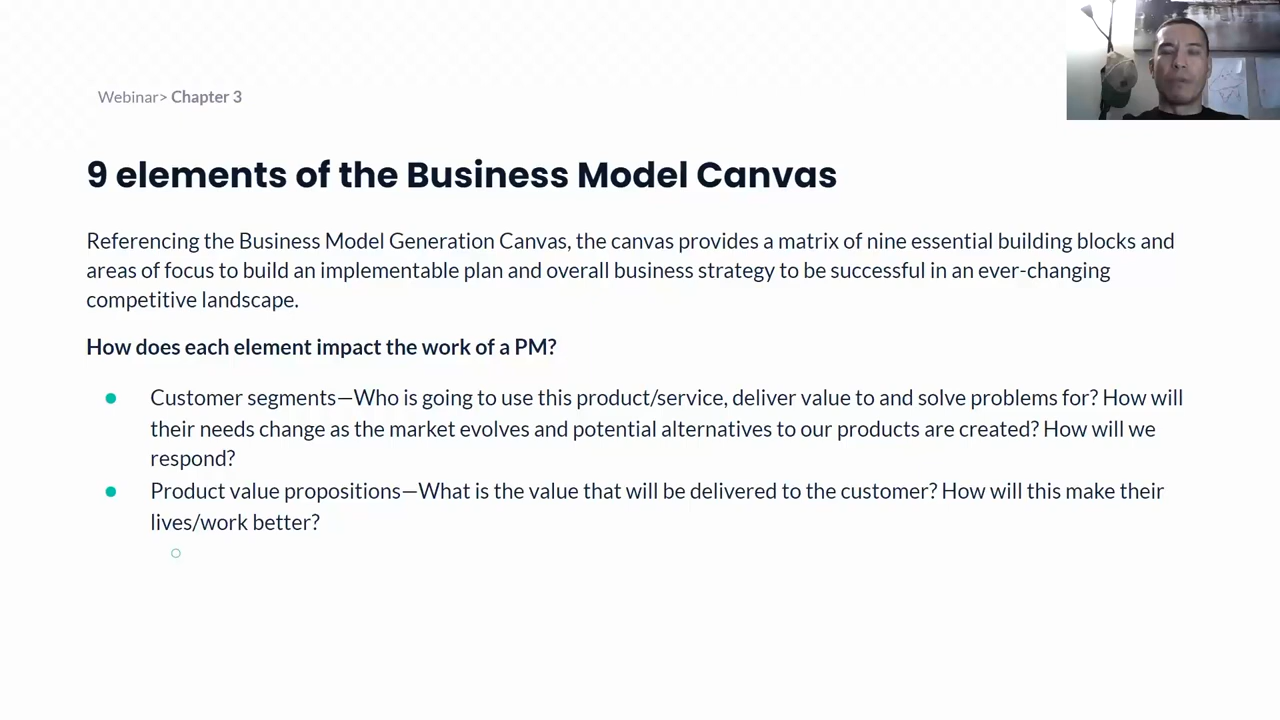 Webinar> Chapter 3
9 elements of the Business Model Canvas
Referencing the Business Model Generation Canvas, the canvas provides a matrix of nine essential building blocks and
areas of focus to build an implementable plan and overall business strategy to be successful in an ever-changing
competitive landscape.
How does each element impact the work of a PM?
Customer segments—Who is going to use this product/service, deliver value to and solve problems for? How will
their needs change as the market evolves and potential alternatives to our products are created? How will we
respond?
Product value propositions—What is the value that will be delivered to the customer? How will this make their
lives/work better?